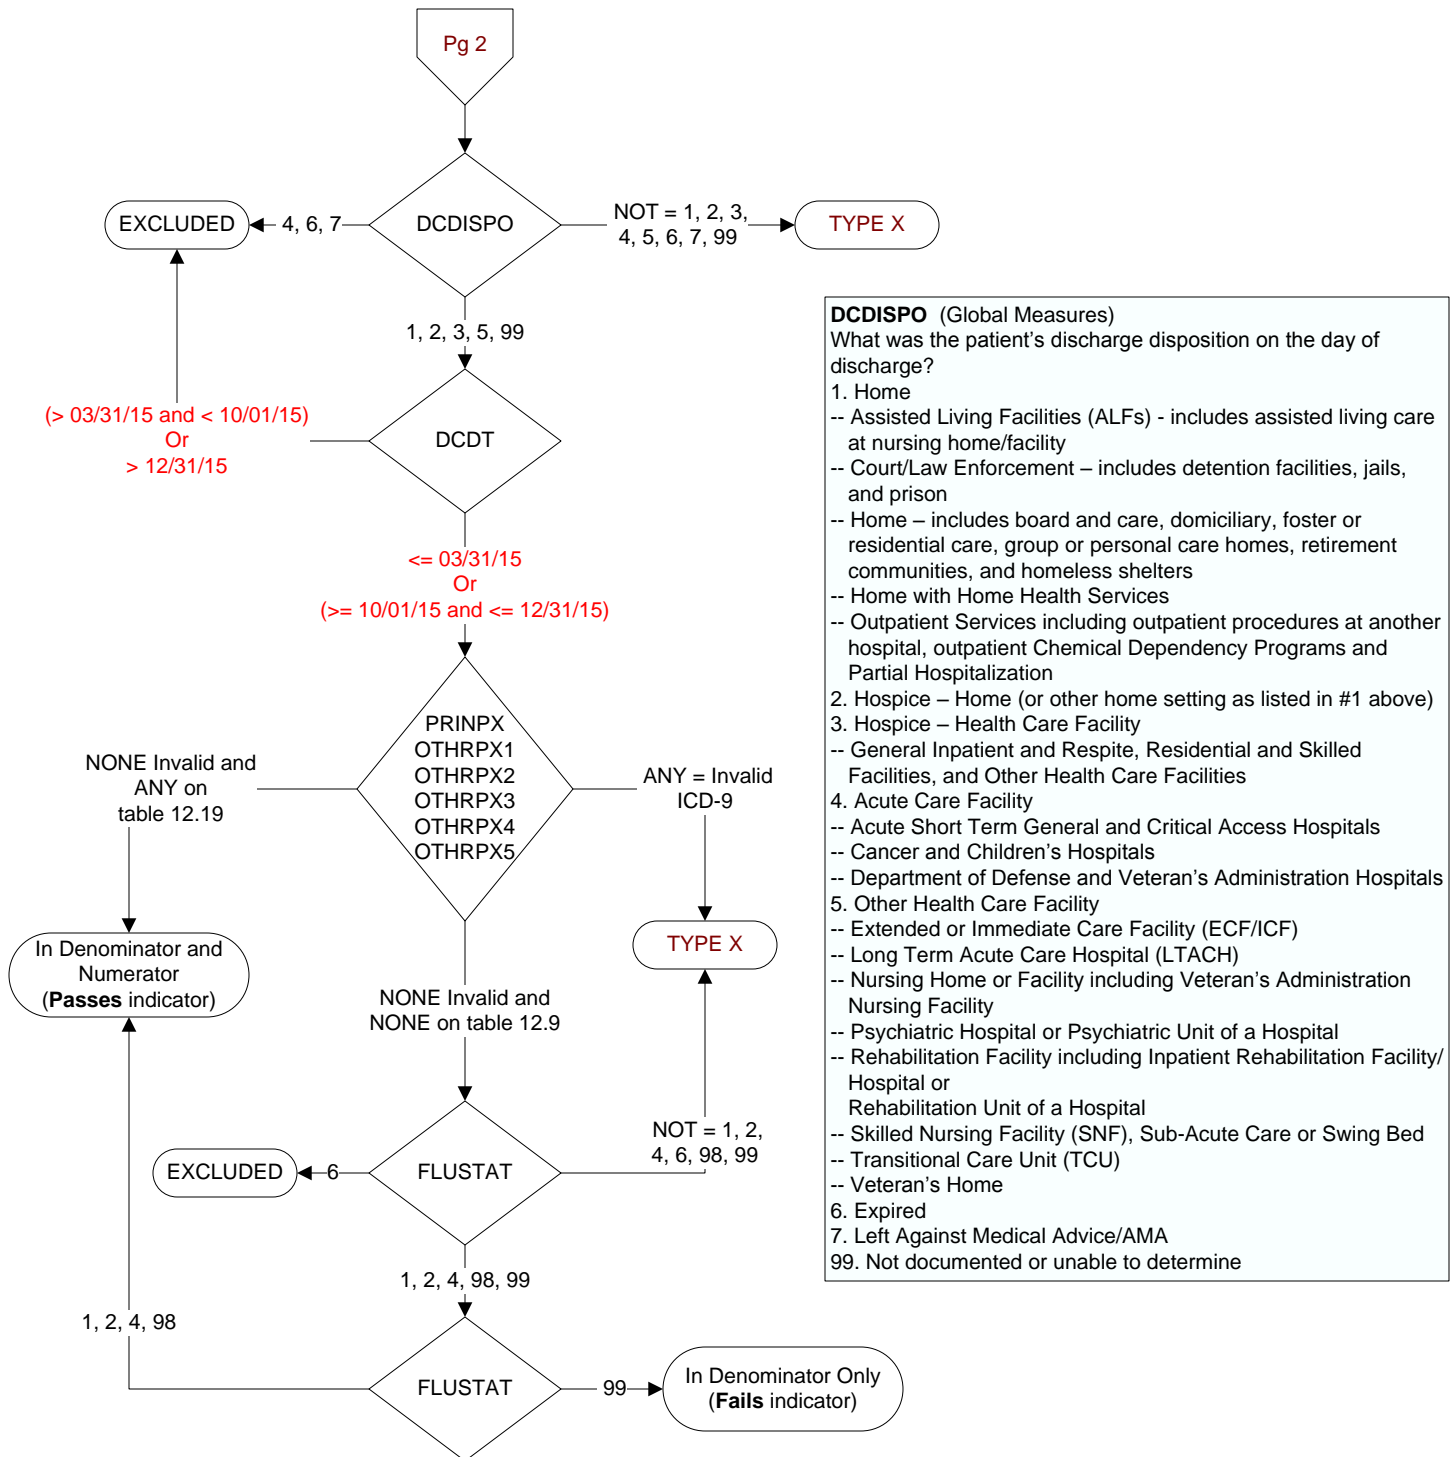 Pg 2
EXCLUDED
4, 6, 7
DCDISPO
NOT = 1, 2, 3,
4, 5, 6, 7, 99
TYPE X
1, 2, 3, 5, 99
(> 03/31/15 and < 10/01/15)
Or
> 12/31/15
DCDT
<= 03/31/15
Or
(>= 10/01/15 and <= 12/31/15)
PRINPX
OTHRPX1
OTHRPX2
OTHRPX3
OTHRPX4
OTHRPX5
NONE Invalid and
ANY on
table 12.19
ANY = Invalid
ICD-9
In Denominator and
Numerator
(Passes indicator)
TYPE X
NONE Invalid and
NONE on table 12.9
EXCLUDED
6
FLUSTAT
NOT = 1, 2,
4, 6, 98, 99
1, 2, 4, 98, 99
1, 2, 4, 98
FLUSTAT
99
In Denominator Only
(Fails indicator)
DCDISPO (Global Measures)
What was the patient's discharge disposition on the day of
discharge?
1. Home
-- Assisted Living Facilities (ALFs) - includes assisted living care
at nursing home/facility
-- Court/Law Enforcement – includes detention facilities, jails,
and prison
-- Home – includes board and care, domiciliary, foster or
residential care, group or personal care homes, retirement
communities, and homeless shelters
-- Home with Home Health Services
-- Outpatient Services including outpatient procedures at another
hospital, outpatient Chemical Dependency Programs and
Partial Hospitalization
2. Hospice – Home (or other home setting as listed in #1 above)
3. Hospice – Health Care Facility
-- General Inpatient and Respite, Residential and Skilled
Facilities, and Other Health Care Facilities
4. Acute Care Facility
-- Acute Short Term General and Critical Access Hospitals
-- Cancer and Children's Hospitals
-- Department of Defense and Veteran's Administration Hospitals
5. Other Health Care Facility
-- Extended or Immediate Care Facility (ECF/ICF)
-- Long Term Acute Care Hospital (LTACH)
-- Nursing Home or Facility including Veteran's Administration
Nursing Facility
-- Psychiatric Hospital or Psychiatric Unit of a Hospital
-- Rehabilitation Facility including Inpatient Rehabilitation Facility/
Hospital or
Rehabilitation Unit of a Hospital
-- Skilled Nursing Facility (SNF), Sub-Acute Care or Swing Bed
-- Transitional Care Unit (TCU)
-- Veteran's Home
6. Expired
7. Left Against Medical Advice/AMA
99. Not documented or unable to determine